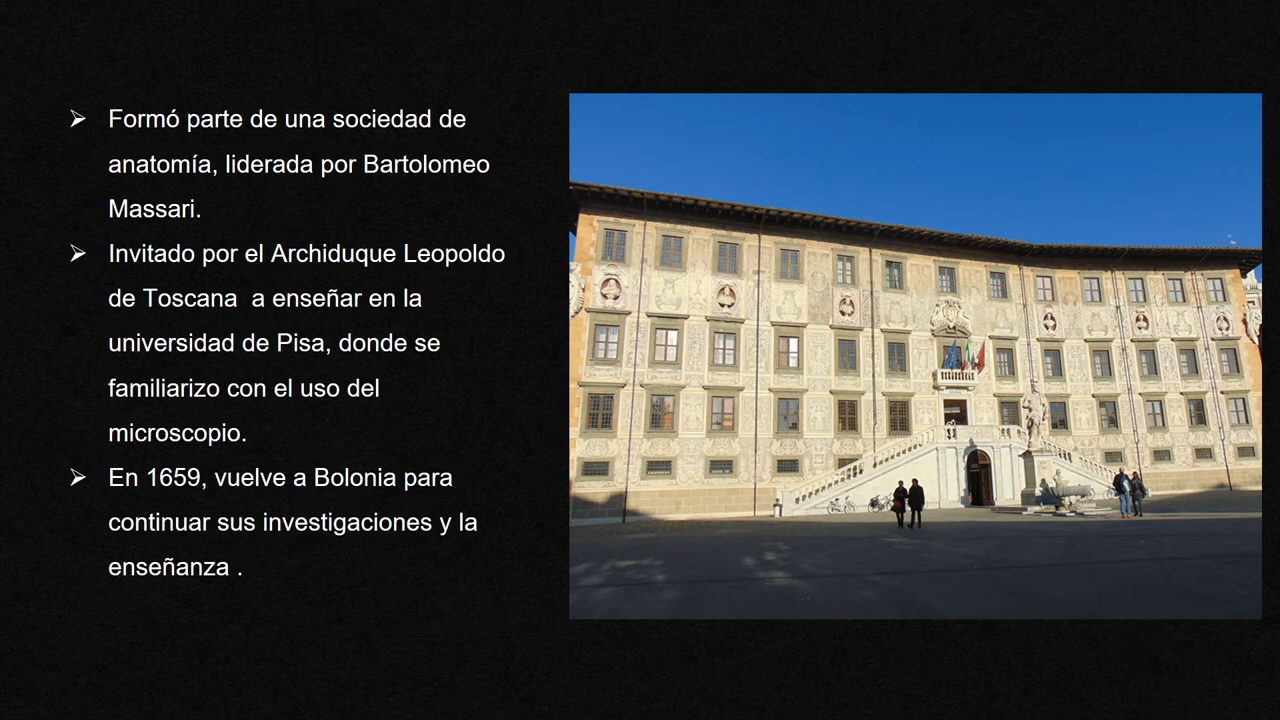 ➢ Formó parte de una sociedad de
anatomía, liderada por Bartolomeo
Massari.
➢ Invitado por el Archiduque Leopoldo
de Toscana  a enseñar en la
universidad de Pisa, donde se
familiarizo con el uso del
microscopio.
➢ En 1659, vuelve a Bolonia para
continuar sus investigaciones y la
enseñanza .